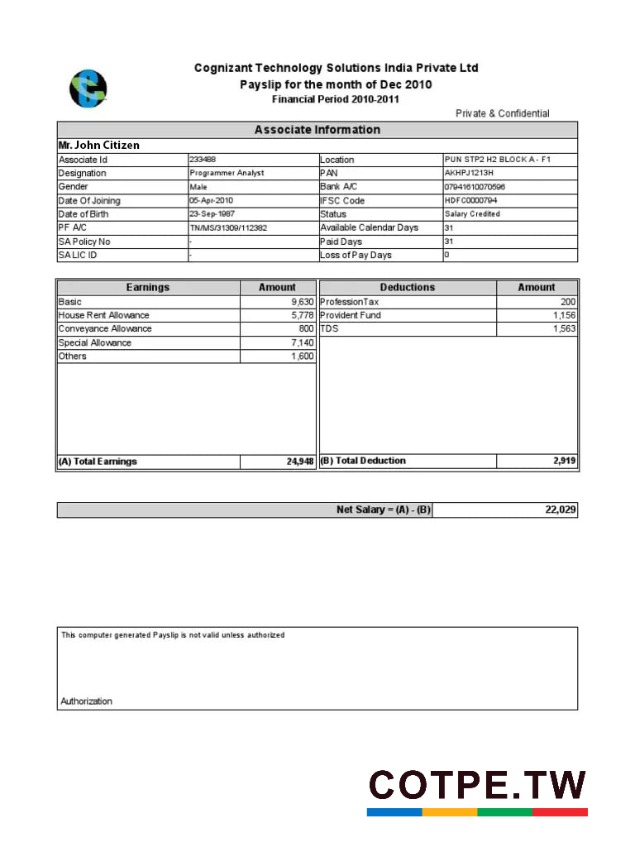 Cognizant Technology Solutions India Private Ltd
Payslip for the month of Dec 2010
Financial Period 2010-2011
Private & Confidential
Associate Information
Mr. John Citizen
Associate Id 233488 Location PUN STP2 H2 BLOCK A - F1
Designation Programmer Analyst PAN AKHPJ1213H
Gender Male Bank A/C 07941610070596
Date Of Joining 05-Apr-2010 IFSC Code HDFC0000794
Date of Birth 23-Sep-1987 Status Salary Credited
PF A/C TN/MS/31309/112382 Available Calendar Days 31
SA Policy No - Paid Days 31
SA LIC ID - Loss of Pay Days 0
Earnings Amount Deductions Amount
Basic 9,630 ProfessionTax 200
House Rent Allowance 5,778 Provident Fund 1,156
Conveyance Allowance 800 TDS 1,563
Special Allowance 7,140
Others 1,600
(A) Total Earnings 24,948 (B) Total Deduction 2,919
Net Salary = (A) - (B) 22,029
This computer generated Payslip is not valid unless authorized
Authorization
COTPE.TW